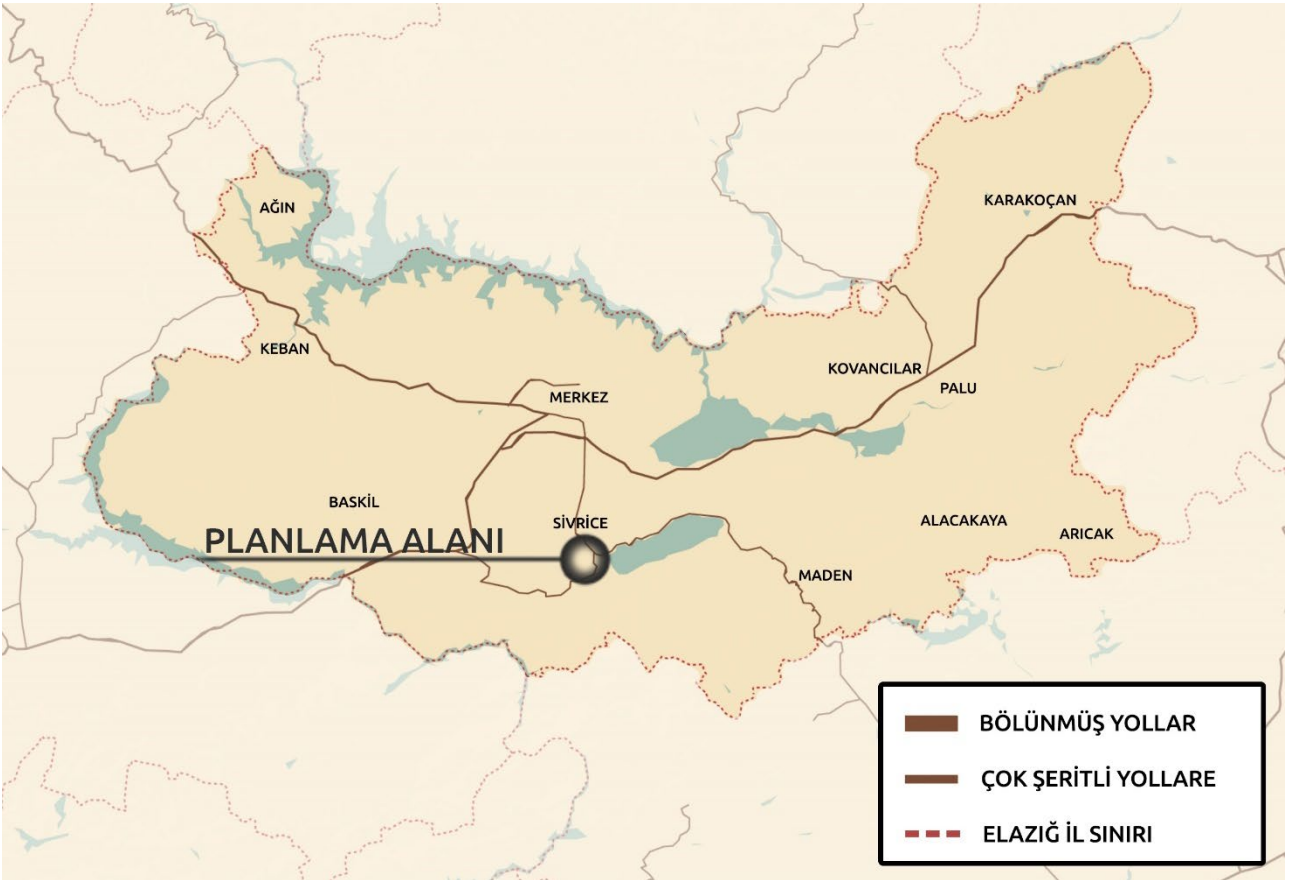 KARAKOÇAN
AĞIN
KEBAN
KOVANCILAR
PALU
MERKEZ
BASKİL
SİVRİCE
ALACAKAYA
ARICAK
PLANLAMA ALANI
MADEN
BÖLÜNMÜŞ YOLLAR
ÇOK ŞERİTLİ YOLLARE
ELAZIĞ İL SINIRI